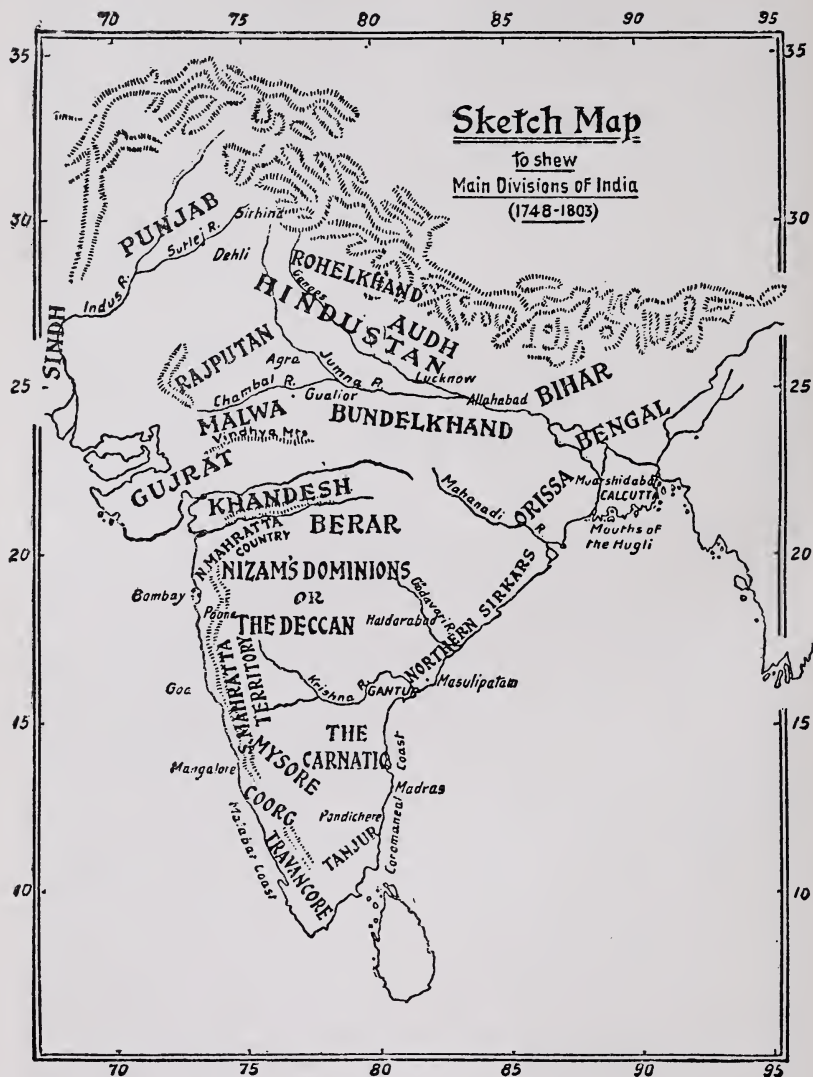 70 75 80 85 90 95
35 35
Sketch Map
to shew
Main Divisions of India
(1748-1803)
30 30
PUNJAB
Sirhind
Surlej R.
Dehli
Indus R.
ROHELKHAND
Ganges
HINDUSTAN
AUDH
SINDH
RAJPUTAN
Agra
Jumna R.
Lucknow
25 25
Chambal R.
Gualior
Allahabad
BIHAR
MALWA
BUNDELKHAND
BENGAL
Vindhya Mts
GUJRAT
Murshidabad
CALCUTTA
KHANDESH
Mahanadi R.
ORISSA
BERAR
Mouths of
the Hugli
20 20
N. MAHRATTA
COUNTRY
NIZAM'S DOMINIONS
OR
THE DECCAN
Bombay
Poona
Godavari R.
Haidarabad
NORTHERN SIRKARS
S. MAHRATTA
TERRITORY
Krishna R.
GANTUR
Masulipatam
Goa
15 15
THE
CARNATIC
MYSORE
Mangalore
Coromaneal Coast
Madras
COORG
Pondichere
TANJUR
Malabar Coast
TRAVANCORE
10 10
70 75 80 85 90 95